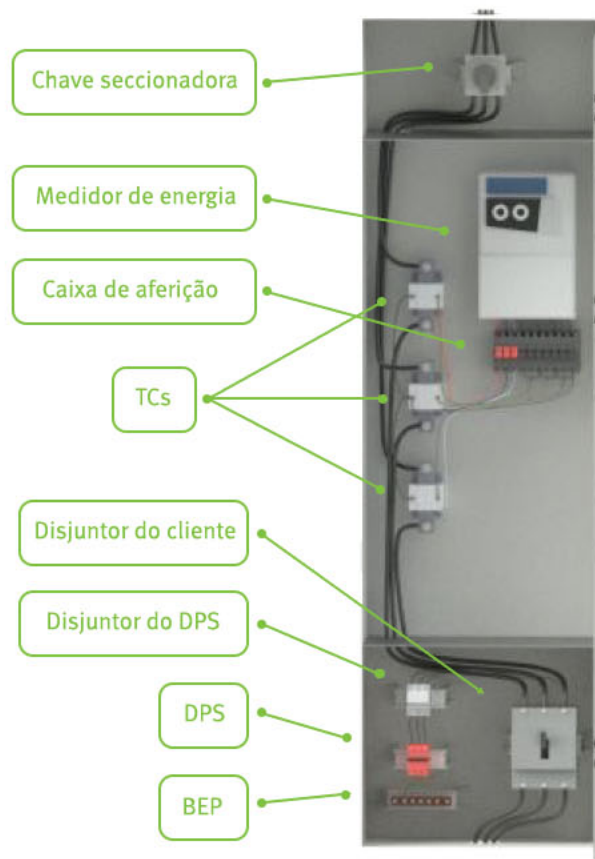 Chave seccionadora
Medidor de energia
Caixa de aferição
TCs
Disjuntor do cliente
Disjuntor do DPS
DPS
BEP